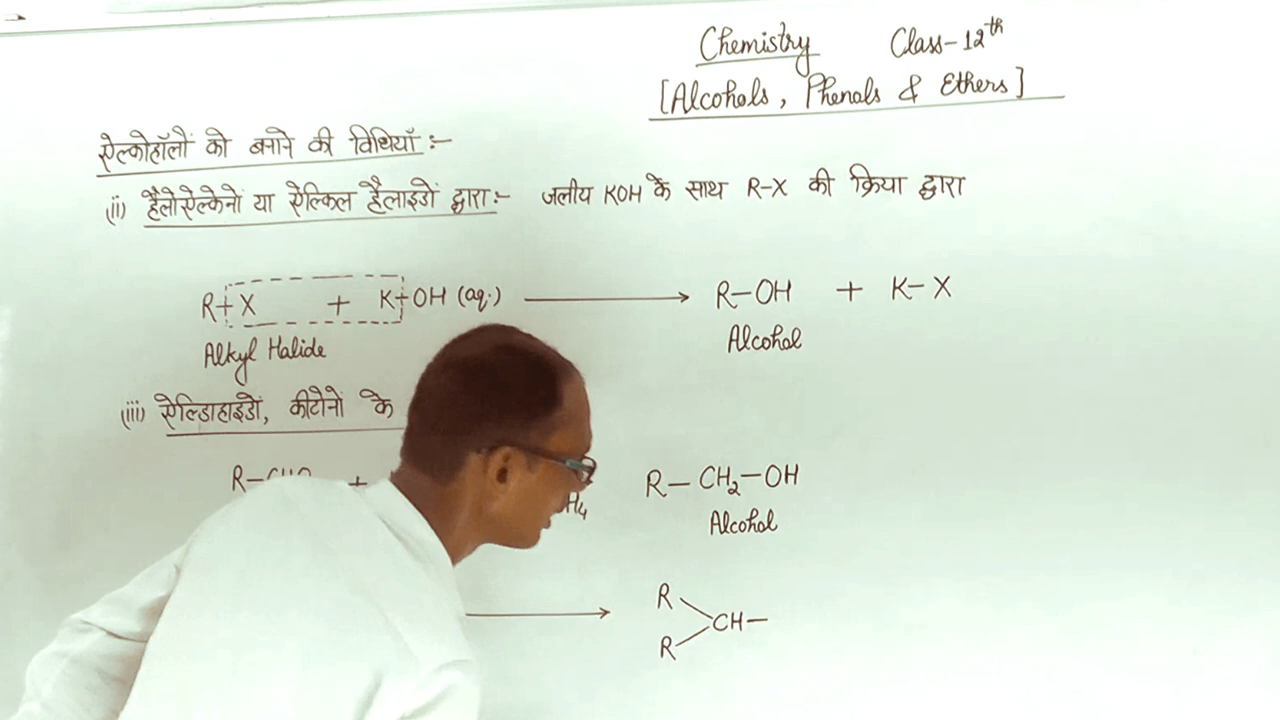 Chemistry Class-12th
[Alcohols, Phenols & Ethers]
ऐल्कोहॉलों को बनाने की विधियाँ :-
(ii) हैलोऐल्केनों या ऐल्किल हैलाइडों द्वारा :- जलीय KOH के साथ R-X की क्रिया द्वारा
R-X + K-OH (aq.) ⟶ R-OH + K-X
Alkyl Halide Alcohol
(iii) ऐल्डिहाइडों, कीटोनों के
R- + H4 R-CH2-OH
Alcohol
⟶ R R CH-